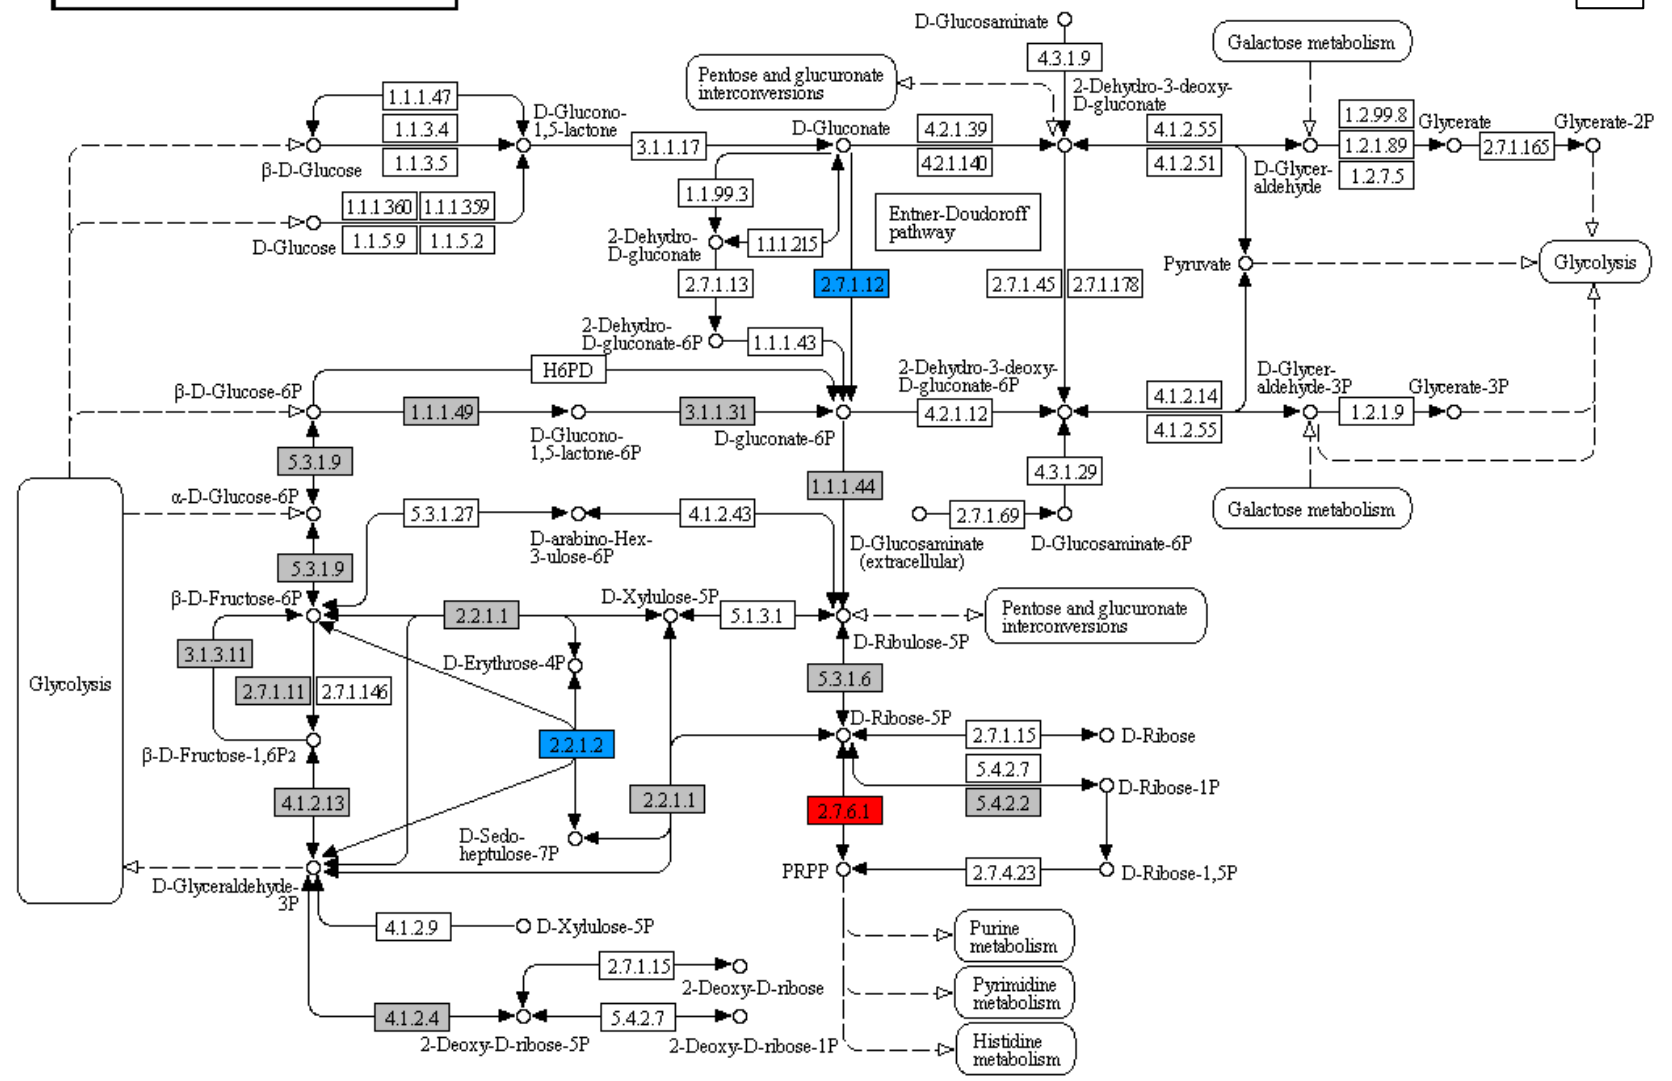 D-Glucosaminate
4.3.1.9
Galactose metabolism
Pentose and glucuronate
interconversions
2-Dehydro-3-deoxy-
D-gluconate
1.1.1.47
D-Glucono-
1,5-lactone
1.1.3.4
1.1.3.5
β-D-Glucose
3.1.1.17
D-Gluconate
4.2.1.39
4.2.1.140
4.1.2.55
4.1.2.51
D-Glycer-
aldehyde
1.2.99.8
1.2.1.89
1.2.7.5
Glycerate
2.7.1.165
Glycerate-2P
1.1.1.360
1.1.1.359
1.1.5.9
1.1.5.2
D-Glucose
1.1.99.3
2-Dehydro-
D-gluconate
1.1.1.215
Entner-Doudoroff
pathway
2.7.1.13
2.7.1.12
2.7.1.45
2.7.1.178
Pyruvate
Glycolysis
2-Dehydro-
D-gluconate-6P
1.1.1.43
H6PD
β-D-Glucose-6P
1.1.1.49
D-Glucono-
1,5-lactone-6P
3.1.1.31
D-gluconate-6P
2-Dehydro-3-deoxy-
D-gluconate-6P
4.2.1.12
4.1.2.14
4.1.2.55
D-Glycer-
aldehyde-3P
1.2.1.9
Glycerate-3P
5.3.1.9
α-D-Glucose-6P
1.1.1.44
4.3.1.29
Galactose metabolism
5.3.1.27
D-arabino-Hex-
3-ulose-6P
4.1.2.43
2.7.1.69
D-Glucosaminate
(extracellular)
D-Glucosaminate-6P
5.3.1.9
β-D-Fructose-6P
2.2.1.1
D-Xylulose-5P
5.1.3.1
D-Ribulose-5P
Pentose and glucuronate
interconversions
3.1.3.11
D-Erythrose-4P
5.3.1.6
Glycolysis
2.7.1.11
2.7.1.146
D-Ribose-5P
2.7.1.15
D-Ribose
β-D-Fructose-1,6P2
2.2.1.2
5.4.2.7
5.4.2.2
D-Ribose-1P
4.1.2.13
2.2.1.1
2.7.6.1
D-Sedo-
heptulose-7P
PRPP
2.7.4.23
D-Ribose-1,5P
D-Glyceraldehyde-
3P
4.1.2.9
D-Xylulose-5P
Purine
metabolism
2.7.1.15
2-Deoxy-D-ribose
Pyrimidine
metabolism
4.1.2.4
2-Deoxy-D-ribose-5P
5.4.2.7
2-Deoxy-D-ribose-1P
Histidine
metabolism